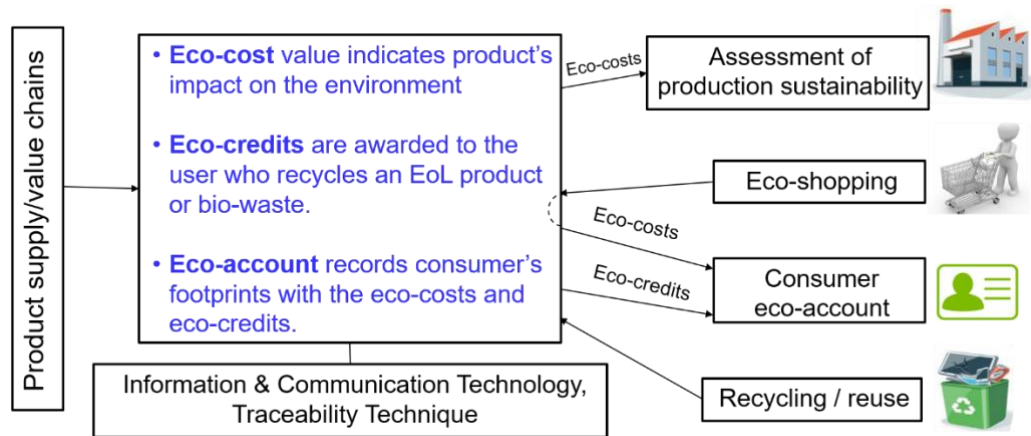 Product supply/value chains
• Eco-cost value indicates product's
impact on the environment
• Eco-credits are awarded to the
user who recycles an EoL product
or bio-waste.
• Eco-account records consumer's
footprints with the eco-costs and
eco-credits.
Information & Communication Technology,
Traceability Technique
Eco-costs
Assessment of
production sustainability
Eco-shopping
Eco-costs
Eco-credits
Consumer
eco-account
Recycling / reuse